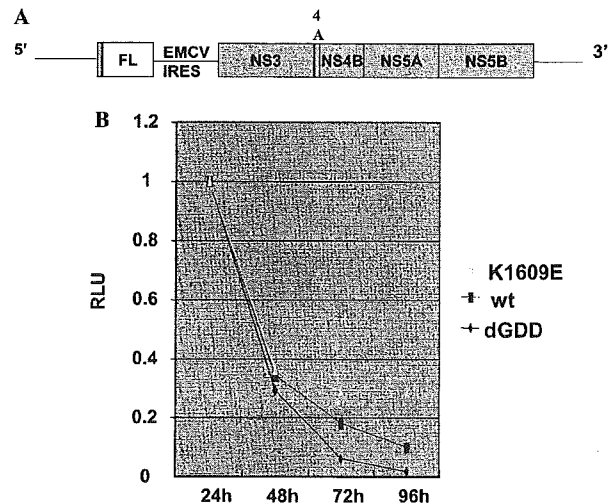 A
4
A
5′ FL EMCV IRES NS3 NS4B NS5A NS5B 3′
B
1.2
1
0.8
0.6
0.4
0.2
0
RLU
24h 48h 72h 96h
K1609E
wt
dGDD